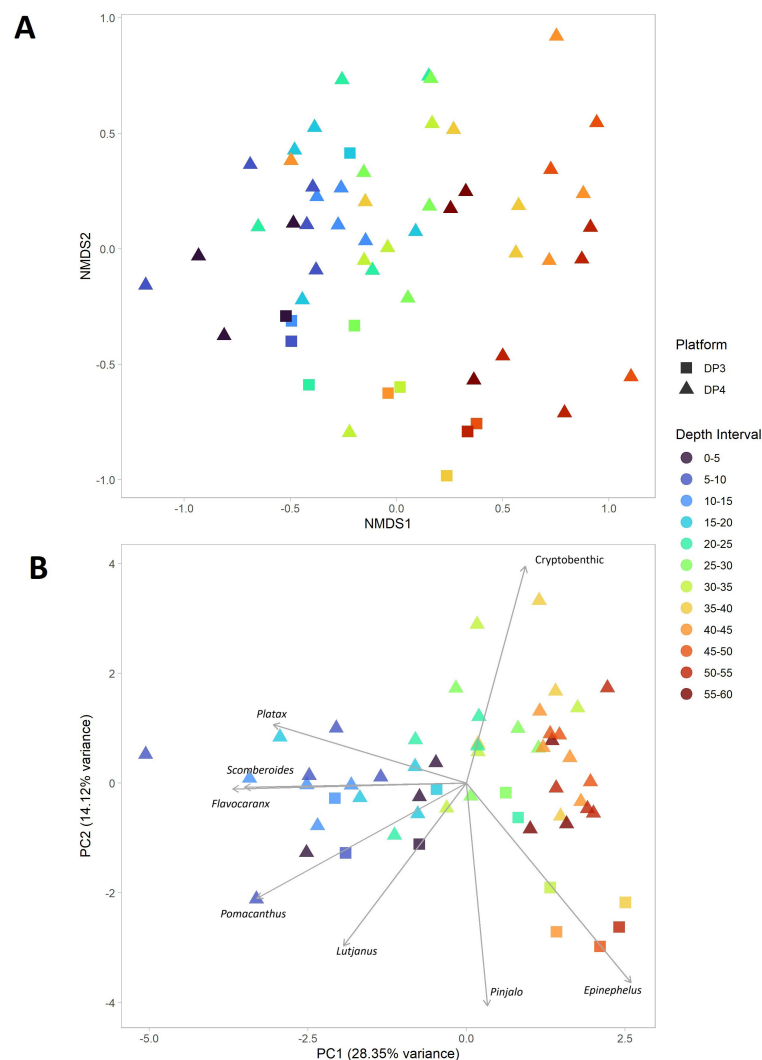 A
1.0
0.5
0.0
-0.5
-1.0
NMDS2
-1.0
-0.5
0.0
0.5
1.0
NMDS1
Platform
DP3
DP4
Depth Interval
0-5
5-10
10-15
15-20
20-25
25-30
30-35
35-40
40-45
45-50
50-55
55-60
B
4
2
0
-2
-4
PC2 (14.12% variance)
Cryptobenthic
Platax
Scomberoides
Flavocaranx
Pomacanthus
Lutjanus
Pinjalo
Epinephelus
-5.0
-2.5
0.0
2.5
PC1 (28.35% variance)